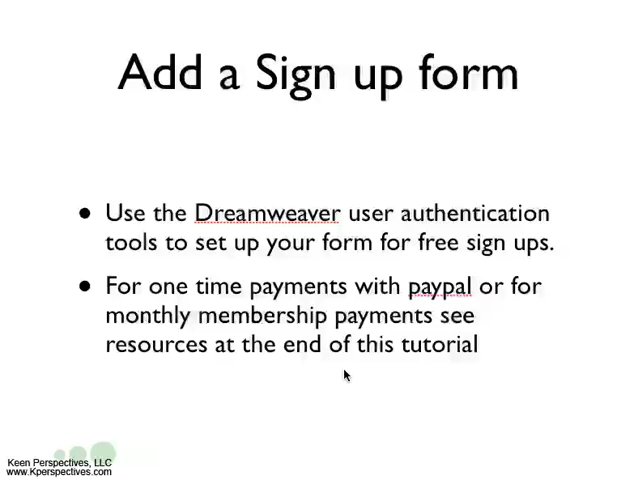 Add a Sign up form
• Use the Dreamweaver user authentication
tools to set up your form for free sign ups.
• For one time payments with paypal or for
monthly membership payments see
resources at the end of this tutorial
Keen Perspectives, LLC
www.Kperspectives.com